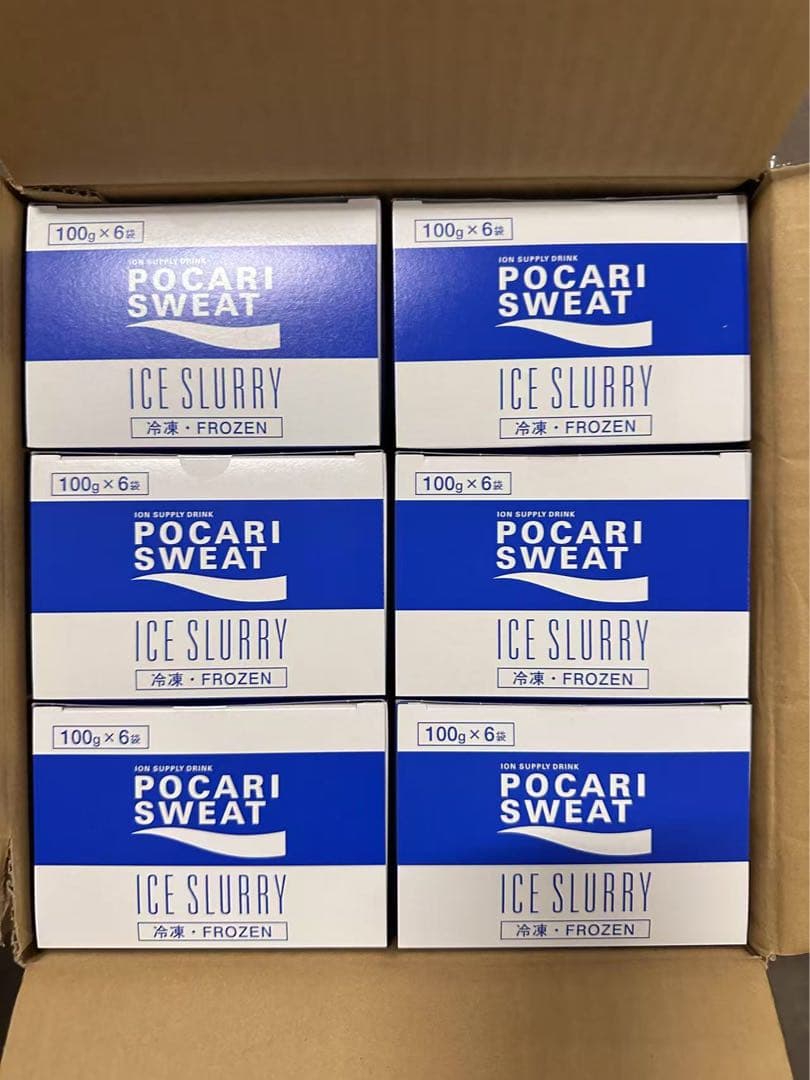 100g×6袋
ION SUPPLY DRINK
POCARI
SWEAT
ICE SLURRY
冷凍・FROZEN
100g×6袋
ION SUPPLY DRINK
POCARI
SWEAT
ICE SLURRY
冷凍・FROZEN
100g×6袋
ION SUPPLY DRINK
POCARI
SWEAT
ICE SLURRY
冷凍・FROZEN
100g×6袋
ION SUPPLY DRINK
POCARI
SWEAT
ICE SLURRY
冷凍・FROZEN
100g×6袋
ION SUPPLY DRINK
POCARI
SWEAT
ICE SLURRY
冷凍・FROZEN
100g×6袋
ION SUPPLY DRINK
POCARI
SWEAT
ICE SLURRY
冷凍・FROZEN